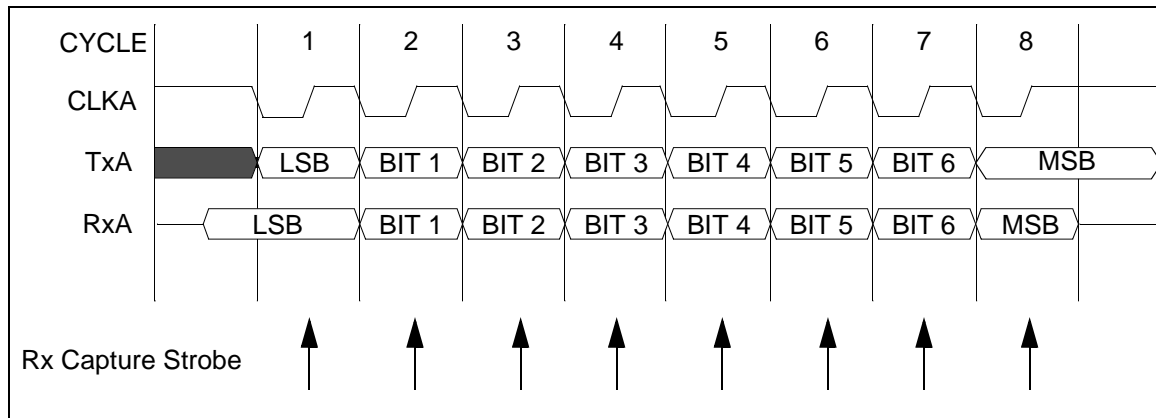 CYCLE 1 2 3 4 5 6 7 8
CLKA
TxA LSB BIT 1 BIT 2 BIT 3 BIT 4 BIT 5 BIT 6 MSB
RxA LSB BIT 1 BIT 2 BIT 3 BIT 4 BIT 5 BIT 6 MSB
Rx Capture Strobe